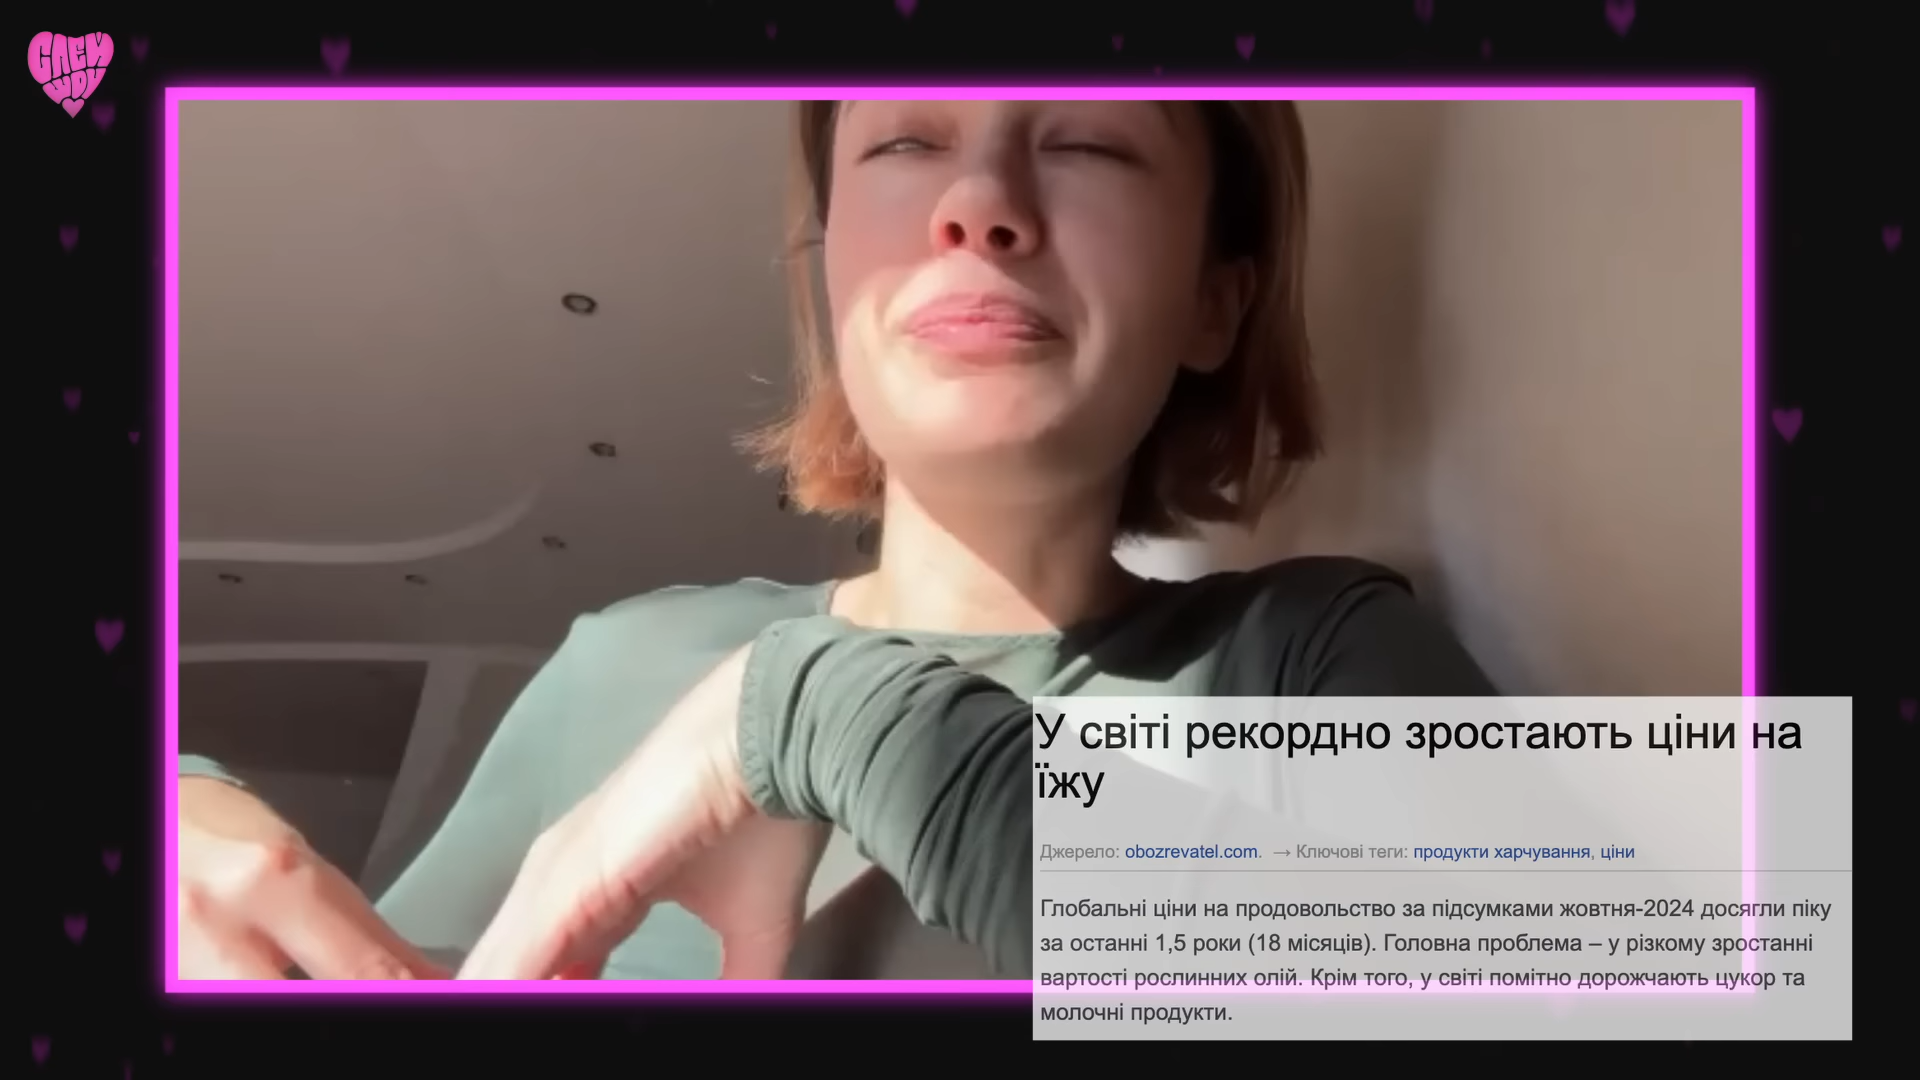 СЛЕН
ШОУ
У світі рекордно зростають ціни на
їжу
Джерело: obozrevatel.com. → Ключові теги: продукти харчування, ціни
Глобальні ціни на продовольство за підсумками жовтня-2024 досягли піку
за останні 1,5 роки (18 місяців). Головна проблема – у різкому зростанні
вартості рослинних олій. Крім того, у світі помітно дорожчають цукор та
молочні продукти.